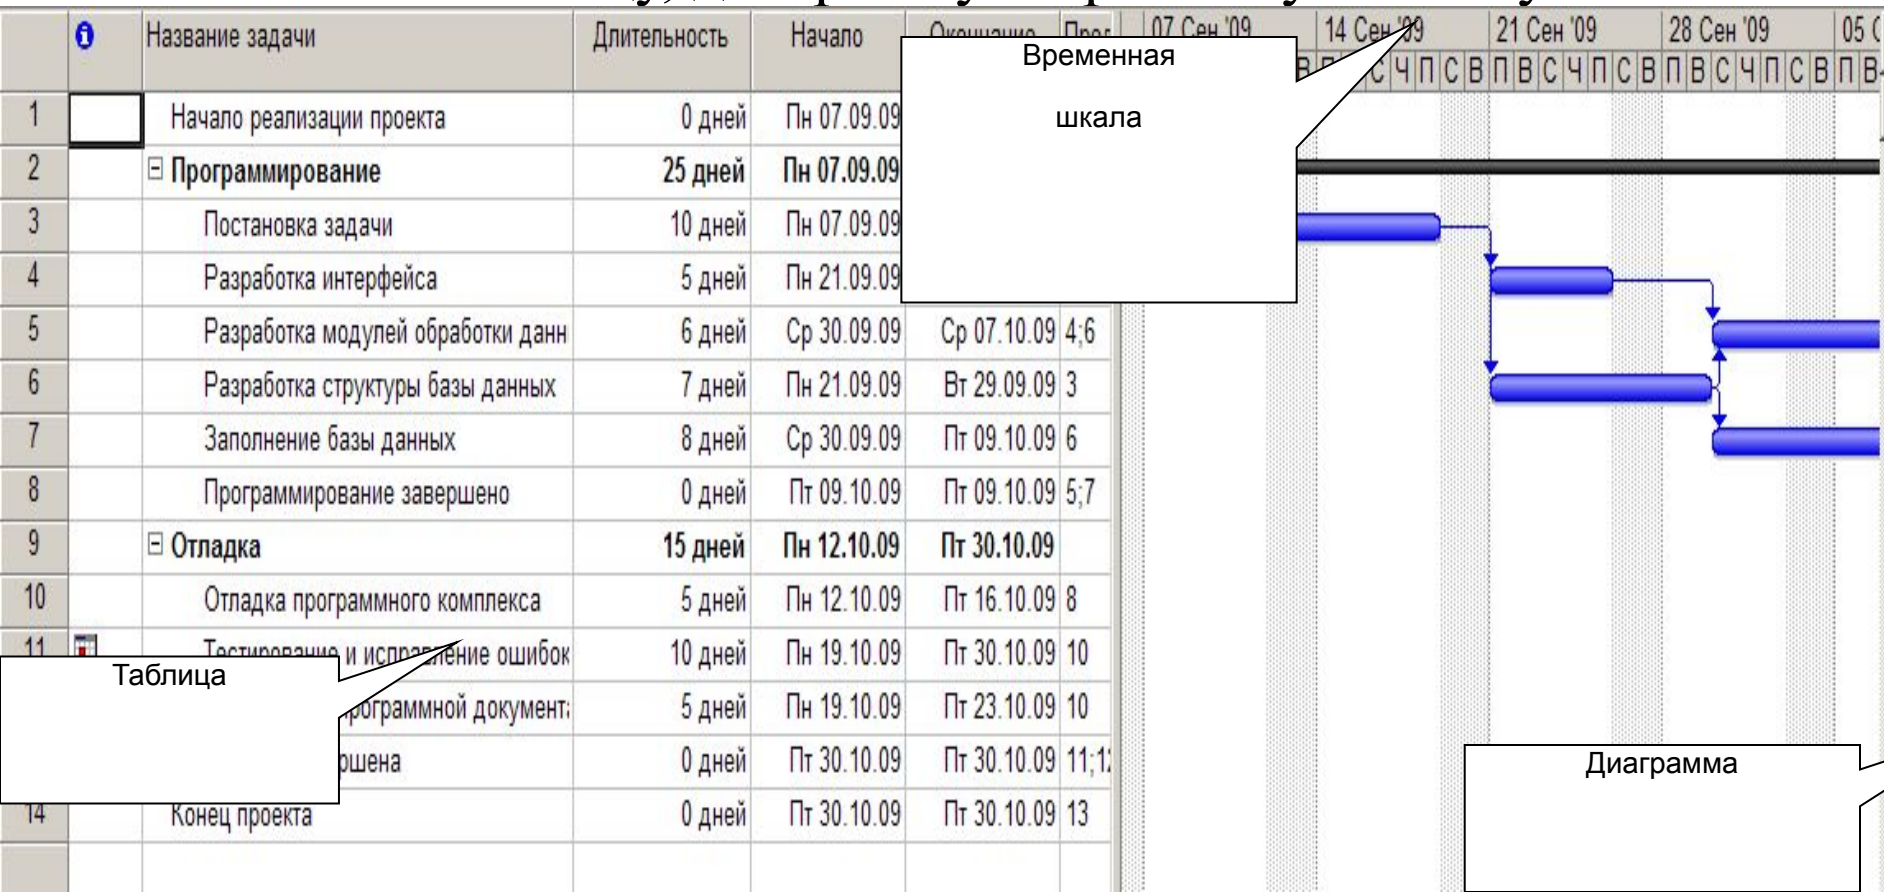 Название задачи Длительность Начало 07 Сен '09 14 Сен '09 21 Сен '09 28 Сен '09
С Ч П С В П В С Ч П С В П В С Ч П С В П В
Временная
шкала
1 Начало реализации проекта 0 дней Пн 07.09.09
2 Программирование 25 дней Пн 07.09.09
3 Постановка задачи 10 дней Пн 07.09.09
4 Разработка интерфейса 5 дней Пн 21.09.09
5 Разработка модулей обработки данн 6 дней Ср 30.09.09 Ср 07.10.09 4;6
6 Разработка структуры базы данных 7 дней Пн 21.09.09 Вт 29.09.09 3
7 Заполнение базы данных 8 дней Ср 30.09.09 Пт 09.10.09 6
8 Программирование завершено 0 дней Пт 09.10.09 Пт 09.10.09 5;7
9 Отладка 15 дней Пн 12.10.09 Пт 30.10.09
10 Отладка программного комплекса 5 дней Пн 12.10.09 Пт 16.10.09 8
11 Тестирование и исправление ошибок 10 дней Пн 19.10.09 Пт 30.10.09 10
Таблица
программной документ 5 дней Пн 19.10.09 Пт 23.10.09 10
ршена 0 дней Пт 30.10.09 Пт 30.10.09 11;1
Диаграмма
14 Конец проекта 0 дней Пт 30.10.09 Пт 30.10.09 13